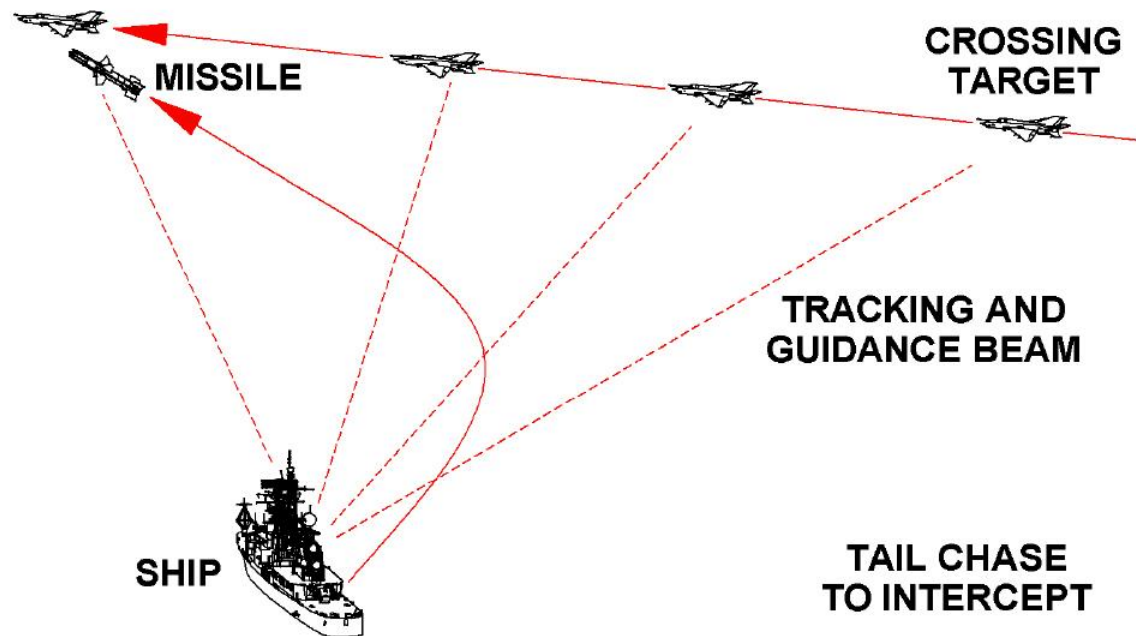 CROSSING
TARGET
MISSILE
TRACKING AND
GUIDANCE BEAM
SHIP
TAIL CHASE
TO INTERCEPT